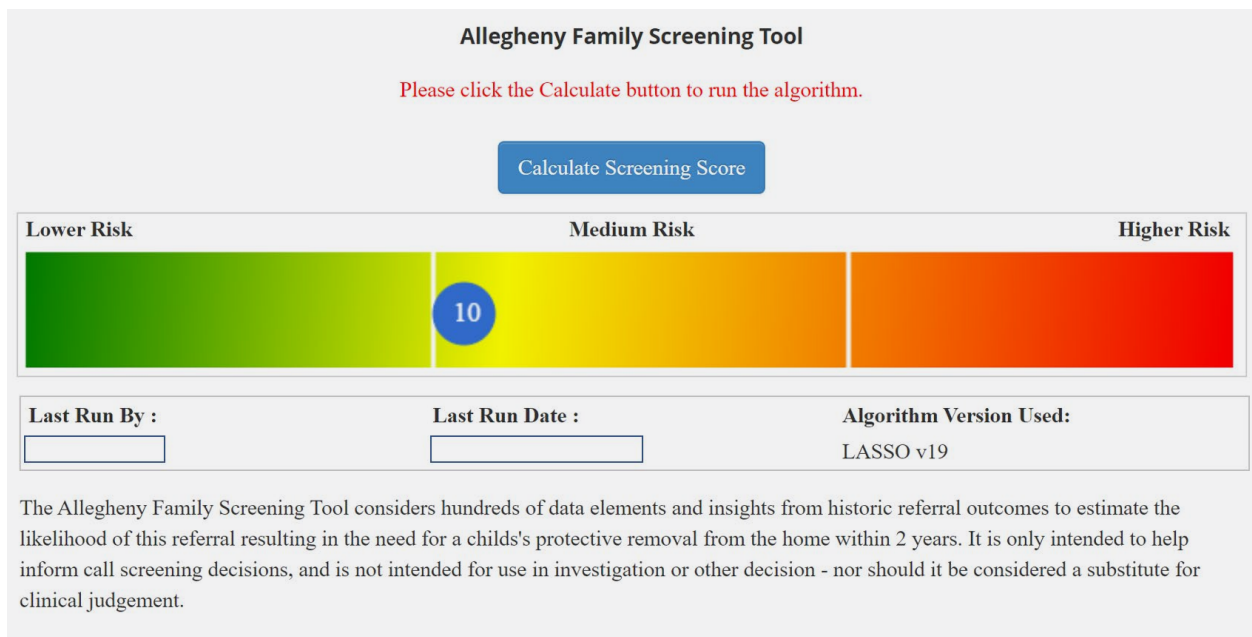 Allegheny Family Screening Tool
Please click the Calculate button to run the algorithm.
Calculate Screening Score
Lower Risk Medium Risk Higher Risk
10
Last Run By : Last Run Date : Algorithm Version Used:
LASSO v19
The Allegheny Family Screening Tool considers hundreds of data elements and insights from historic referral outcomes to estimate the
likelihood of this referral resulting in the need for a childs's protective removal from the home within 2 years. It is only intended to help
inform call screening decisions, and is not intended for use in investigation or other decision - nor should it be considered a substitute for
clinical judgement.